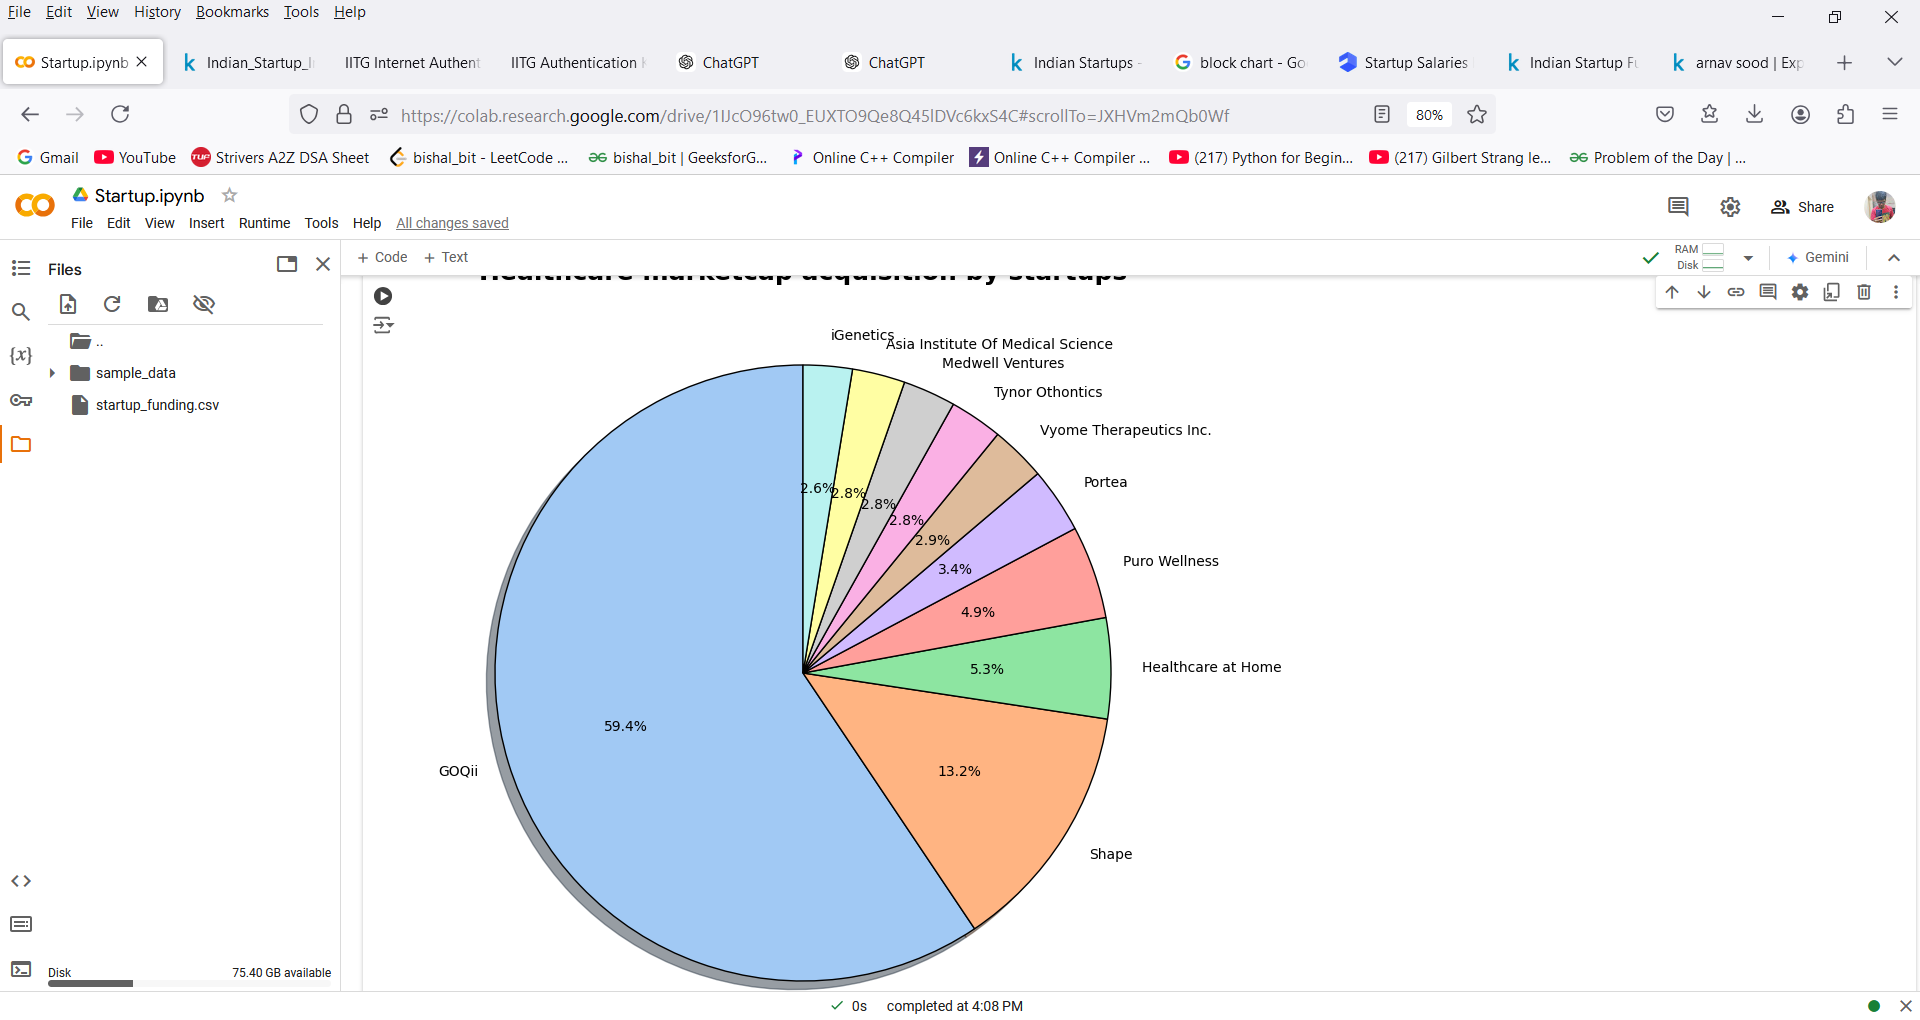 File Edit View History Bookmarks Tools Help
Startup.ipynb
Indian_Startup_I
IITG Internet Authent
IITG Authentication
ChatGPT
ChatGPT
Indian Startups -
block chart - Go
Startup Salaries
Indian Startup Fu
arnav sood | Exp
https://colab.research.google.com/drive/1IJcO96tw0_EUXTO9Qe8Q45lDVc6kxS4C#scrollTo=JXHVm2mQb0Wf
80%
Gmail
YouTube
Strivers A2Z DSA Sheet
bishal_bit - LeetCode ...
bishal_bit | GeeksforG...
Online C++ Compiler
Online C++ Compiler ...
(217) Python for Begin...
(217) Gilbert Strang le...
Problem of the Day | ...
Startup.ipynb
File Edit View Insert Runtime Tools Help All changes saved
Share
Files
+ Code + Text
RAM
Disk
Gemini
..
sample_data
startup_funding.csv
Disk 75.40 GB available
Healthcare marketcap acquisition by startups
iGenetics
Asia Institute Of Medical Science
Medwell Ventures
Tynor Othontics
Vyome Therapeutics Inc.
Portea
Puro Wellness
Healthcare at Home
Shape
GOQii
2.6%
2.8%
2.8%
2.8%
2.9%
3.4%
4.9%
5.3%
13.2%
59.4%
0s completed at 4:08 PM